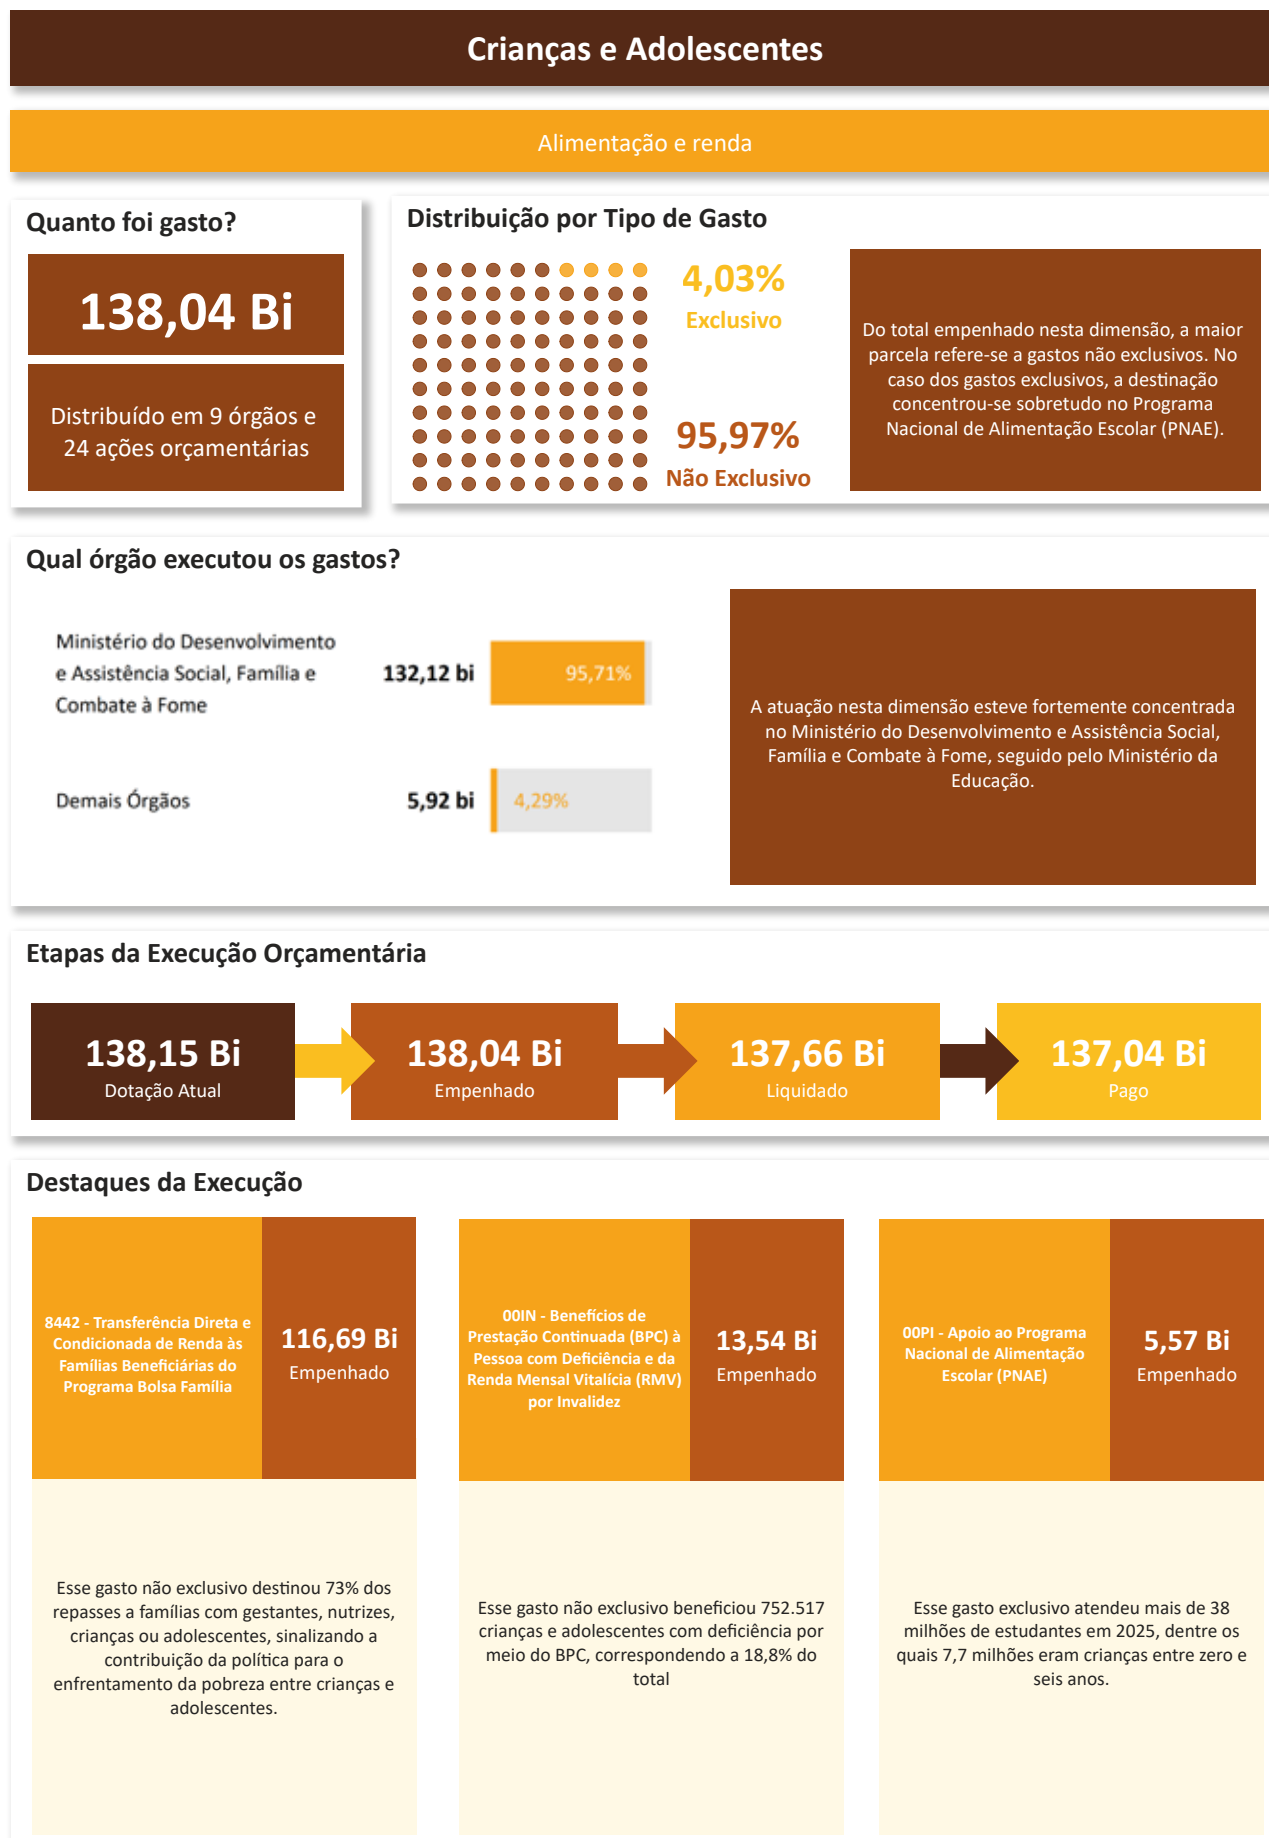 Crianças e Adolescentes
Alimentação e renda
Quanto foi gasto?
138,04 Bi
Distribuído em 9 órgãos e
24 ações orçamentárias
Distribuição por Tipo de Gasto
4,03%
Exclusivo
95,97%
Não Exclusivo
Do total empenhado nesta dimensão, a maior
parcela refere-se a gastos não exclusivos. No
caso dos gastos exclusivos, a destinação
concentrou-se sobretudo no Programa
Nacional de Alimentação Escolar (PNAE).
Qual órgão executou os gastos?
Ministério do Desenvolvimento
e Assistência Social, Família e
Combate à Fome
132,12 bi
95,71%
Demais Órgãos
5,92 bi
4,29%
A atuação nesta dimensão esteve fortemente concentrada
no Ministério do Desenvolvimento e Assistência Social,
Família e Combate à Fome, seguido pelo Ministério da
Educação.
Etapas da Execução Orçamentária
138,15 Bi
Dotação Atual
138,04 Bi
Empenhado
137,66 Bi
Liquidado
137,04 Bi
Pago
Destaques da Execução
8442 - Transferência Direta e
Condicionada de Renda às
Famílias Beneficiárias do
Programa Bolsa Família
116,69 Bi
Empenhado
Esse gasto não exclusivo destinou 73% dos
repasses a famílias com gestantes, nutrizes,
crianças ou adolescentes, sinalizando a
contribuição da política para o
enfrentamento da pobreza entre crianças e
adolescentes.
00IN - Benefícios de
Prestação Continuada (BPC) à
Pessoa com Deficiência e da
Renda Mensal Vitalícia (RMV)
por Invalidez
13,54 Bi
Empenhado
Esse gasto não exclusivo beneficiou 752.517
crianças e adolescentes com deficiência por
meio do BPC, correspondendo a 18,8% do
total
00PI - Apoio ao Programa
Nacional de Alimentação
Escolar (PNAE)
5,57 Bi
Empenhado
Esse gasto exclusivo atendeu mais de 38
milhões de estudantes em 2025, dentre os
quais 7,7 milhões eram crianças entre zero e
seis anos.